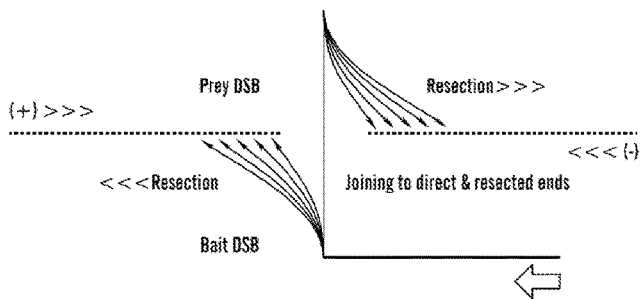 Prey DSB
Resection >>>
(+) >>>
<<< (-)
<<< Resection
Joining to direct & resected ends
Bait DSB